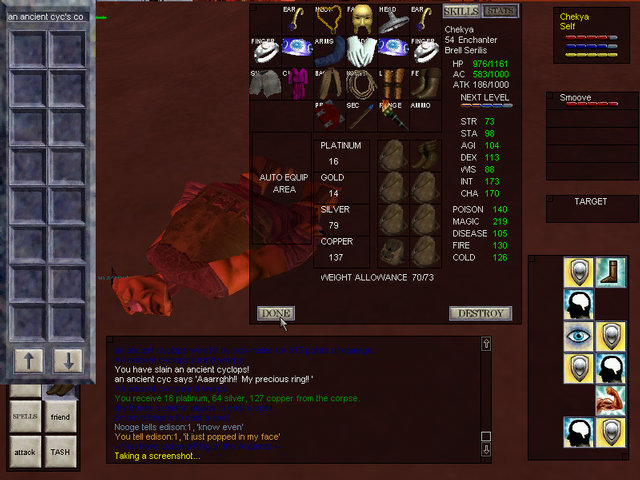 an ancient cyc's co
EAR
NECK
FACE
HEAD
EAR
FINGER
ARMS
FINGER
BACK
FE
SEC
RANGE
AMMO
SKILLS
STATS
Chekya
54 Enchanter
Brell Serilis
HP 976/1161
AC 583/1000
ATK 186/1000
NEXT LEVEL
STR 73
STA 98
AGI 104
DEX 113
WIS 88
INT 173
CHA 170
POISON 140
MAGIC 219
DISEASE 105
FIRE 130
COLD 126
AUTO EQUIP
AREA
PLATINUM
16
GOLD
14
SILVER
79
COPPER
137
WEIGHT ALLOWANCE 70/73
DONE
DESTROY
Chekya
Self
Smoove
TARGET
You have slain an ancient cyclops!
an ancient cyc says 'Aaarrghh!! My precious ring!! '
You receive 16 platinum, 64 silver, 127 copper from the corpse.
Nooge tells edison:1, 'know even'
You tell edison:1, 'it just popped in my face'
Taking a screenshot...
SPELLS
friend
attack
TASH